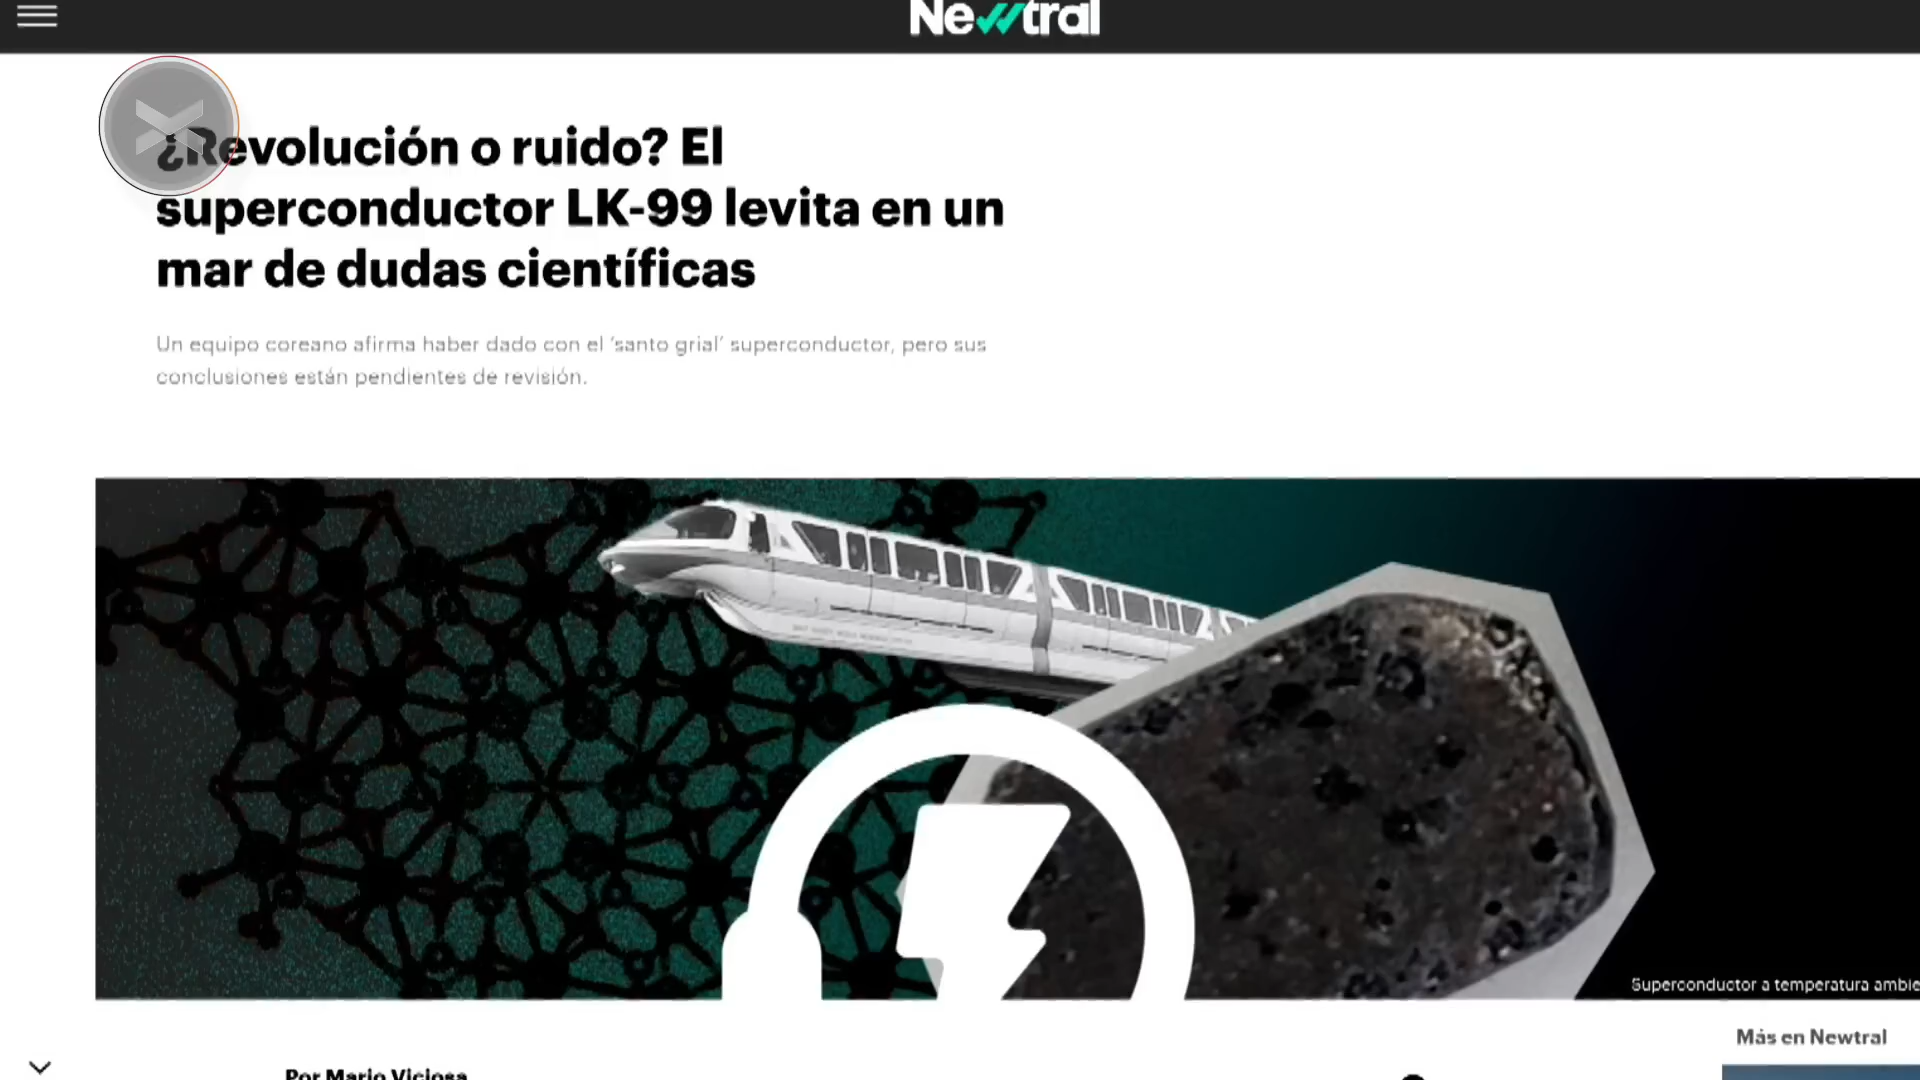 Newtral
¿Revolución o ruido? El
superconductor LK-99 levita en un
mar de dudas científicas
Un equipo coreano afirma haber dado con el ‘santo grial’ superconductor, pero sus
conclusiones están pendientes de revisión.
Superconductor a temperatura ambie
Más en Newtral
Por Mario Viciosa